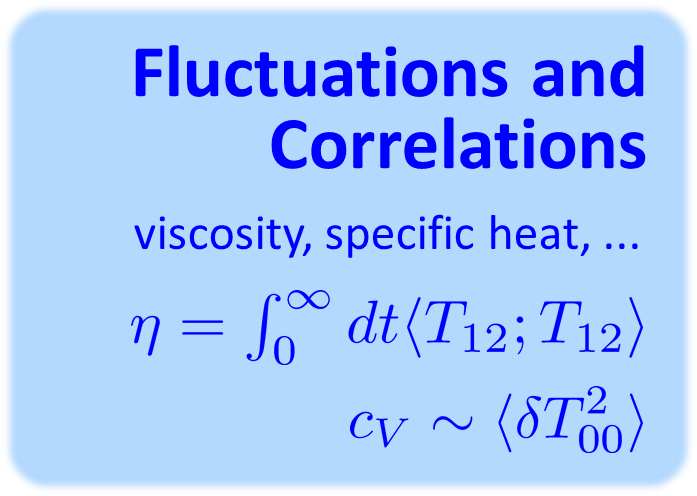 Fluctuations and
Correlations
viscosity, specific heat, ...
η = ∫₀^∞ dt⟨T₁₂; T₁₂⟩
c_V ∼ ⟨δT₀₀²⟩